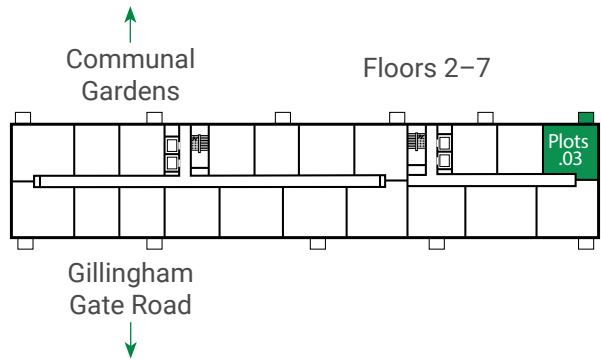 Communal
Gardens
Floors 2–7
Plots
.03
Gillingham
Gate Road